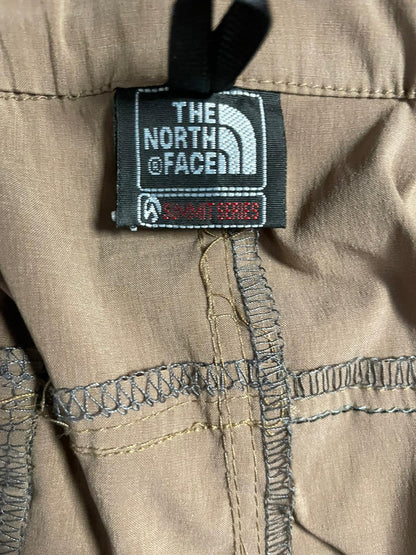 THE
NORTH
® FACE
SUMMIT SERIES